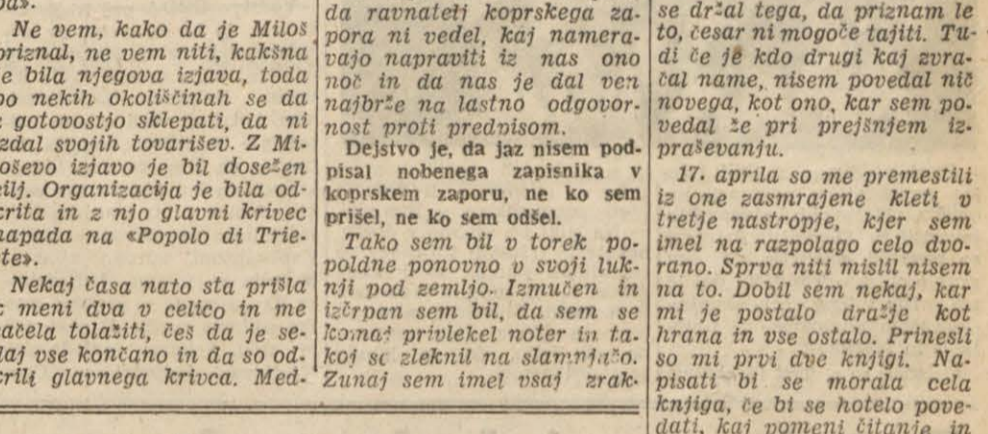 Ne vem, kako da je Miloš
priznal, ne vem niti, kakšna
je bila njegova izjava, toda
po nekih okoliščinah se da
z gotovostjo sklepati, da ni
izdal svojih tovarišev. Z Mi-
loševo izjavo je bil dosežen
cilj. Organizacija je bila od-
krita in z njo glavni krivec
napada na «Popolo di Trie-
ste».
Nekaj časa nato sta prišla
k meni dva v celico in me
začela tolažiti, češ da je se-
daj vse končano in da so od-
krili glavnega krivca. Med-
da ravnatelj koprskega za-
pora ni vedel, kaj namera-
vajo napraviti iz nas ono
noč in da nas je dal ven
najbrže na lastno odgovor-
nost proti predpisom.
Dejstvo je, da jaz nisem pod-
pisal nobenega zapisnika v
koprskem zaporu, ne ko sem
prišel, ne ko sem odšel.
Tako sem bil v torek po-
poldne ponovno v svoji luk-
nji pod zemljo. Izmučen in
izčrpan sem bil, da sem se
komaj privlekel noter in ta-
koj se zleknil na slamnjačo.
Zunaj sem imel vsaj zrak-
se držal tega, da priznam le
to, česar ni mogoče tajiti. Tu-
di če je kdo drugi kaj zvra-
čal name, nisem povedal nič
novega, kot ono, kar sem po-
vedal že pri prejšnjem iz-
praševanju.
17. aprila so me premestili
iz one zasmrajene kleti v
tretje nastropje, kjer sem
imel na razpolago celo dvo-
rano. Sprva niti mislil nisem
na to. Dobil sem nekaj, kar
mi je postalo dražje kot
hrana in vse ostalo. Prinesli
so mi prvi dve knjigi. Na-
pisati bi se morala cela
knjiga, če bi se hotelo pove-
dati, kaj pomeni čitanje in